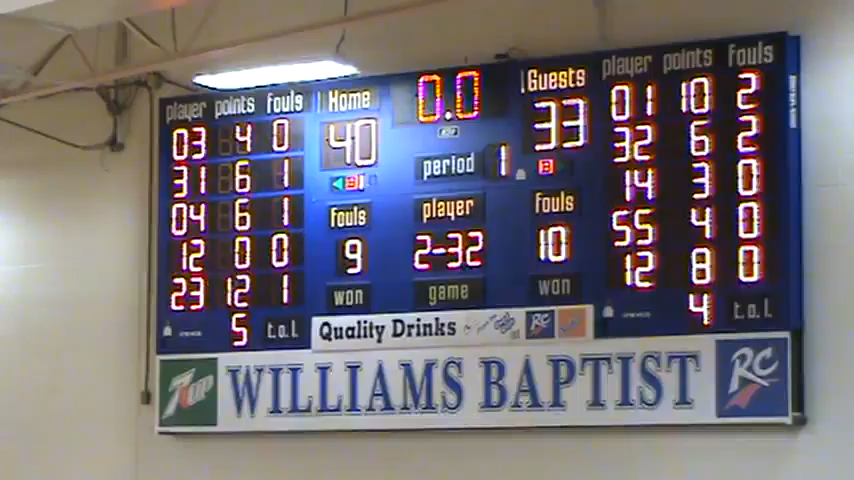 player points fouls Home 0.0 Guests player points fouls
03 4 0 40 33 01 10 2
31 6 1 period 1 32 6 2
04 6 1 fouls player fouls 14 3 0
12 0 0 9 2-32 10 55 4 0
23 12 1 won game won 12 8 0
5 t.o.l. 4 t.o.l.
Quality Drinks RC
7UP WILLIAMS BAPTIST RC